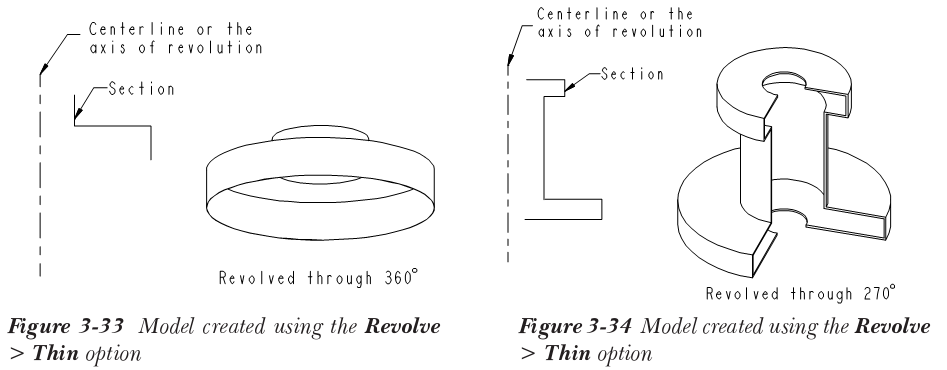 Centerline or the
axis of revolution
Section
Revolved through 360°
Figure 3-33 Model created using the Revolve
> Thin option
Centerline or the
axis of revolution
Section
Revolved through 270°
Figure 3-34 Model created using the Revolve
> Thin option